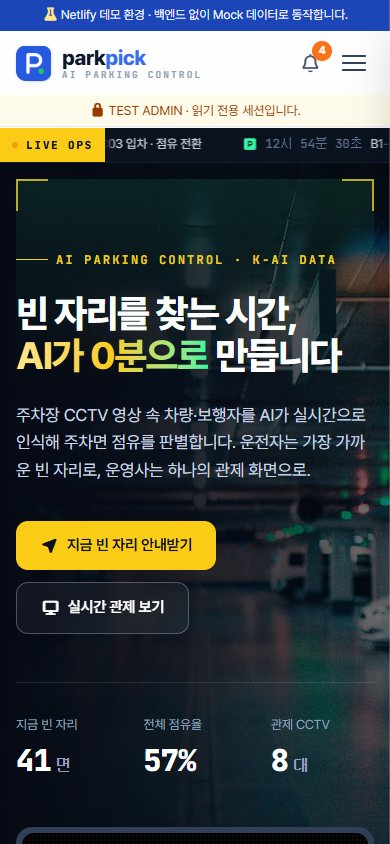 Netlify 데모 환경 · 백엔드 없이 Mock 데이터로 동작합니다.
parkpick
AI PARKING CONTROL
4
TEST ADMIN · 읽기 전용 세션입니다.
LIVE OPS
03 입차 · 점유 전환
P 12시 54분 30초 B1-
AI PARKING CONTROL · K-AI DATA
빈 자리를 찾는 시간,
AI가 0분으로 만듭니다
주차장 CCTV 영상 속 차량·보행자를 AI가 실시간으로
인식해 주차면 점유를 판별합니다. 운전자는 가장 가까
운 빈 자리로, 운영사는 하나의 관제 화면으로.
지금 빈 자리 안내받기
실시간 관제 보기
지금 빈 자리 전체 점유율 관제 CCTV
41 면 57% 8 대